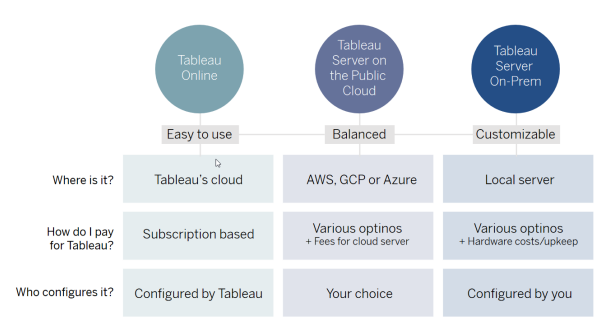 Tableau
Online
Tableau
Server on
the Public
Cloud
Tableau
Server
On-Prem
Easy to use
Balanced
Customizable
Where is it?
Tableau's cloud
AWS, GCP or Azure
Local server
How do I pay
for Tableau?
Subscription based
Various optinos
+ Fees for cloud server
Various optinos
+ Hardware costs/upkeep
Who configures it?
Configured by Tableau
Your choice
Configured by you